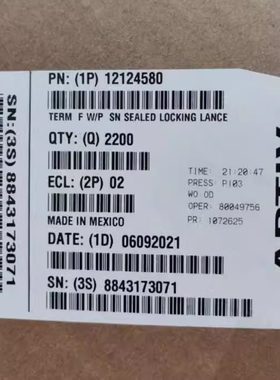 PN: (1P) 12124580
TERM F W/P SN SEALED LOCKING LANCE
QTY: (Q) 2200
ECL: (2P) 02
MADE IN MEXICO
DATE: (1D) 06092021
SN: (3S) 8843173071
TIME: 21:20:47
PRESS: P103
WO OD
OPER: 80049756
PR: 1072625
SN: (3S) 8843173071